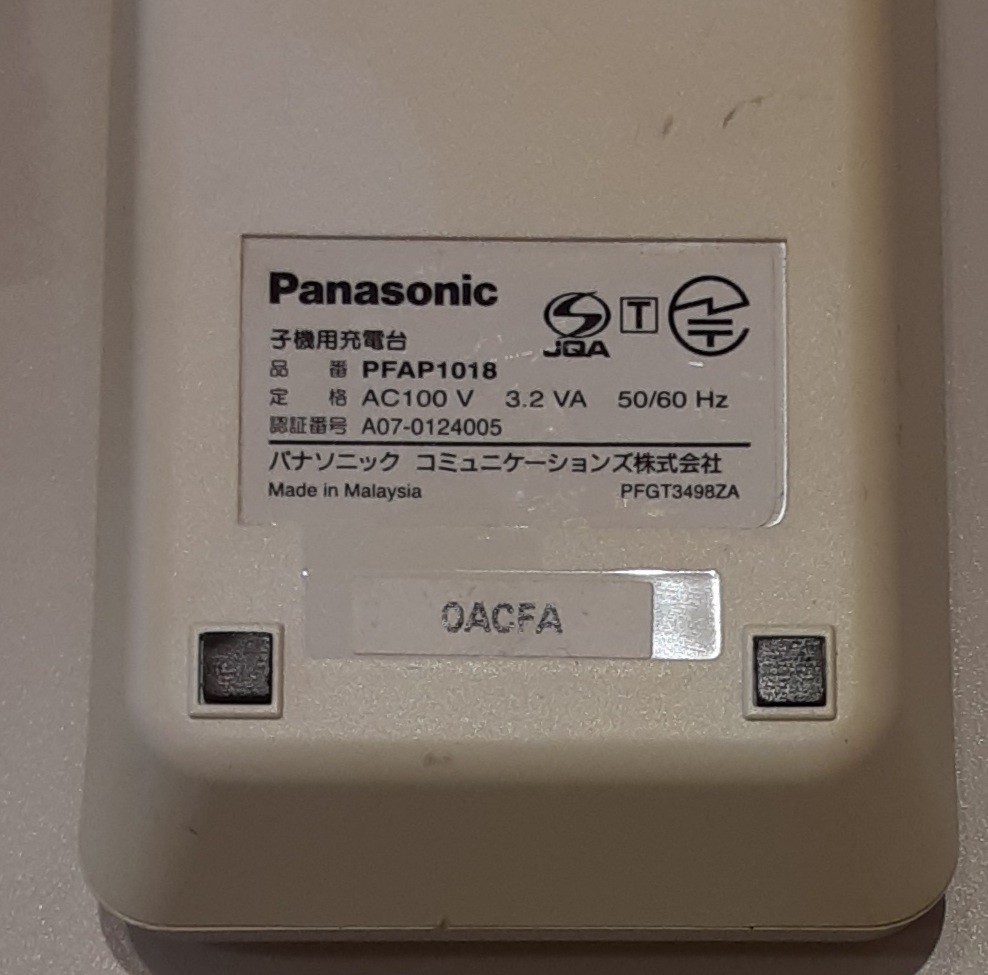 Panasonic
JQA T
子機用充電台
品 番 PFAP1018
定 格 AC100 V 3.2 VA 50/60 Hz
認証番号 A07-0124005
パナソニック コミュニケーションズ株式会社
Made in Malaysia PFGT3498ZA
0ACFA